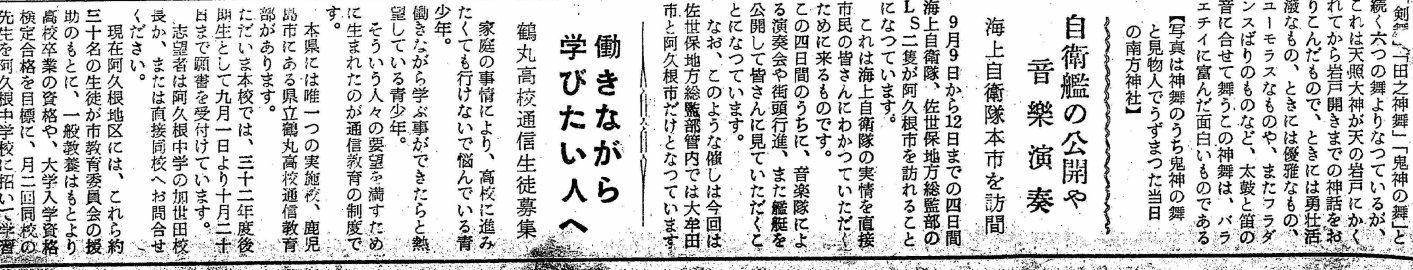 剣舞」「田之神舞」「鬼神の舞」と
続く六つの舞よりなつているが、
これは天照大神が天の岩戸にかく
れてから岩戸開きまでの神話をお
りこんだもので、ときには勇壮活
溌なもの、ときには優雅なもの、
ユーモラスなものや、またフラダ
ンスばりのものなど、太鼓と笛の
音に合せて舞うこの神舞は、バラ
エテイに富んだ面白いものである
【写真は神舞のうち鬼神の舞
と見物人でうずまつた当日
の南方神社】
自衛艦の公開や
音樂演奏
海上自衛隊本市を訪問
9月9日から12日までの四日間
海上自衛隊、佐世保地方総監部の
LS二隻が阿久根市を訪れること
になつています。
これは海上自衛隊の実情を直接
市民の皆さんにわかつていただく
ために来るものです。
この四日間のうちに、音楽隊によ
る演奏会や街頭行進、また艦艇を
公開して皆さんに見ていただくこ
とになつています。
なお、このような催しは今回は
佐世保地方総監部管内では大牟田
市と阿久根市だけとなつています
働きながら
学びたい人へ
鶴丸高校通信生徒募集
家庭の事情により、高校に進み
たくても行けないで悩んでいる青
少年。
働きながら学ぶ事ができたらと熱
望している青少年。
そういう人々の要望を満すため
に生まれたのが通信教育の制度で
す。
本県には唯一つの実施校、鹿児
島市にある県立鶴丸高校通信教育
部があります。
ただいま本校では、三十二年度後
期生として九月一日より十月二十
日まで願書を受付けています。
志望者は阿久根中学の加世田校
長か、または直接同校へお問合せ
ください。
現在阿久根地区には、これら約
三十名の生徒が市教育委員会の援
助のもとに、一般教養はもとより
高校卒業の資格や、大学入学資格
検定合格を目標に、月二回同校の
先生を阿久根中学校に招いて学習